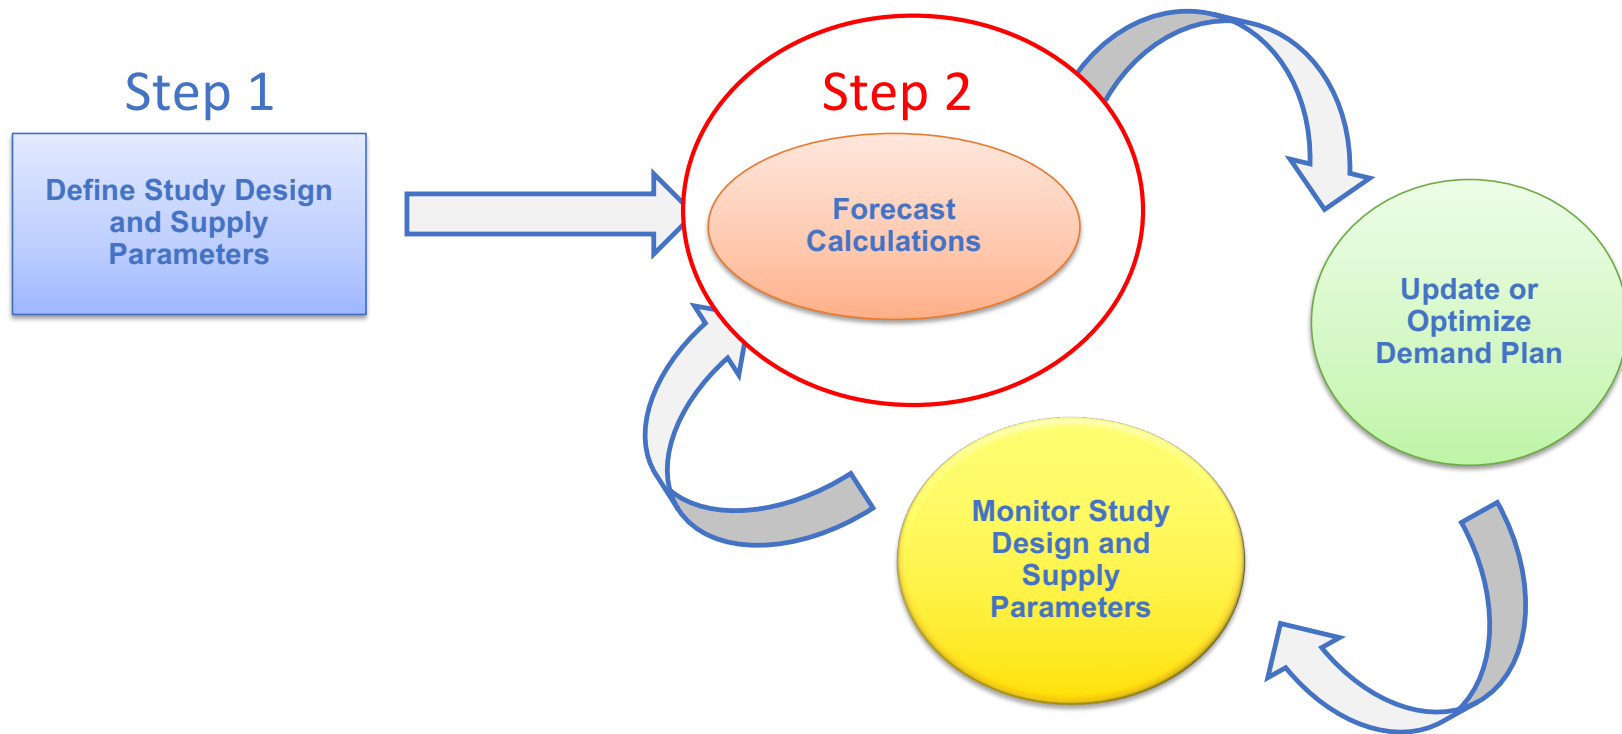 Step 1
Define Study Design
and Supply
Parameters
Step 2
Forecast
Calculations
Update or
Optimize
Demand Plan
Monitor Study
Design and
Supply
Parameters